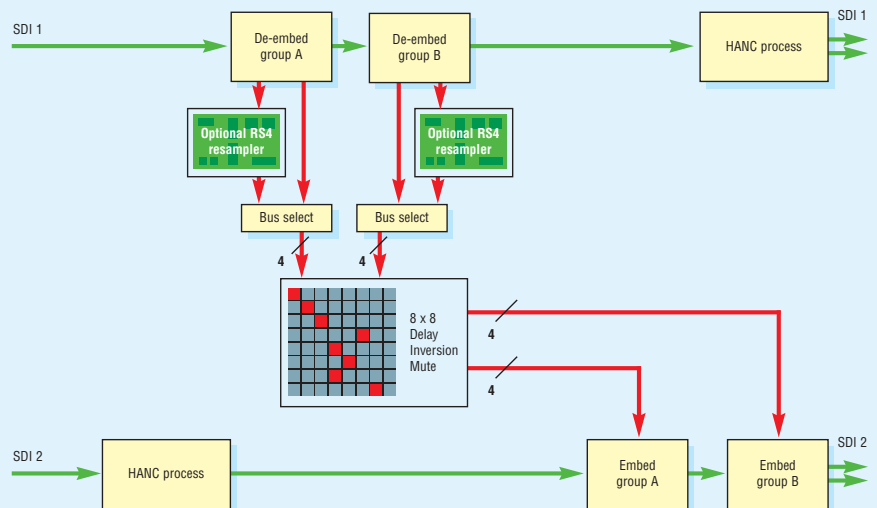 SDI 1
De-embed
group A
De-embed
group B
HANC process
SDI 1
Optional RS4
resampler
Optional RS4
resampler
Bus select
Bus select
4
4
8 x 8
Delay
Inversion
Mute
4
4
SDI 2
HANC process
Embed
group A
Embed
group B
SDI 2